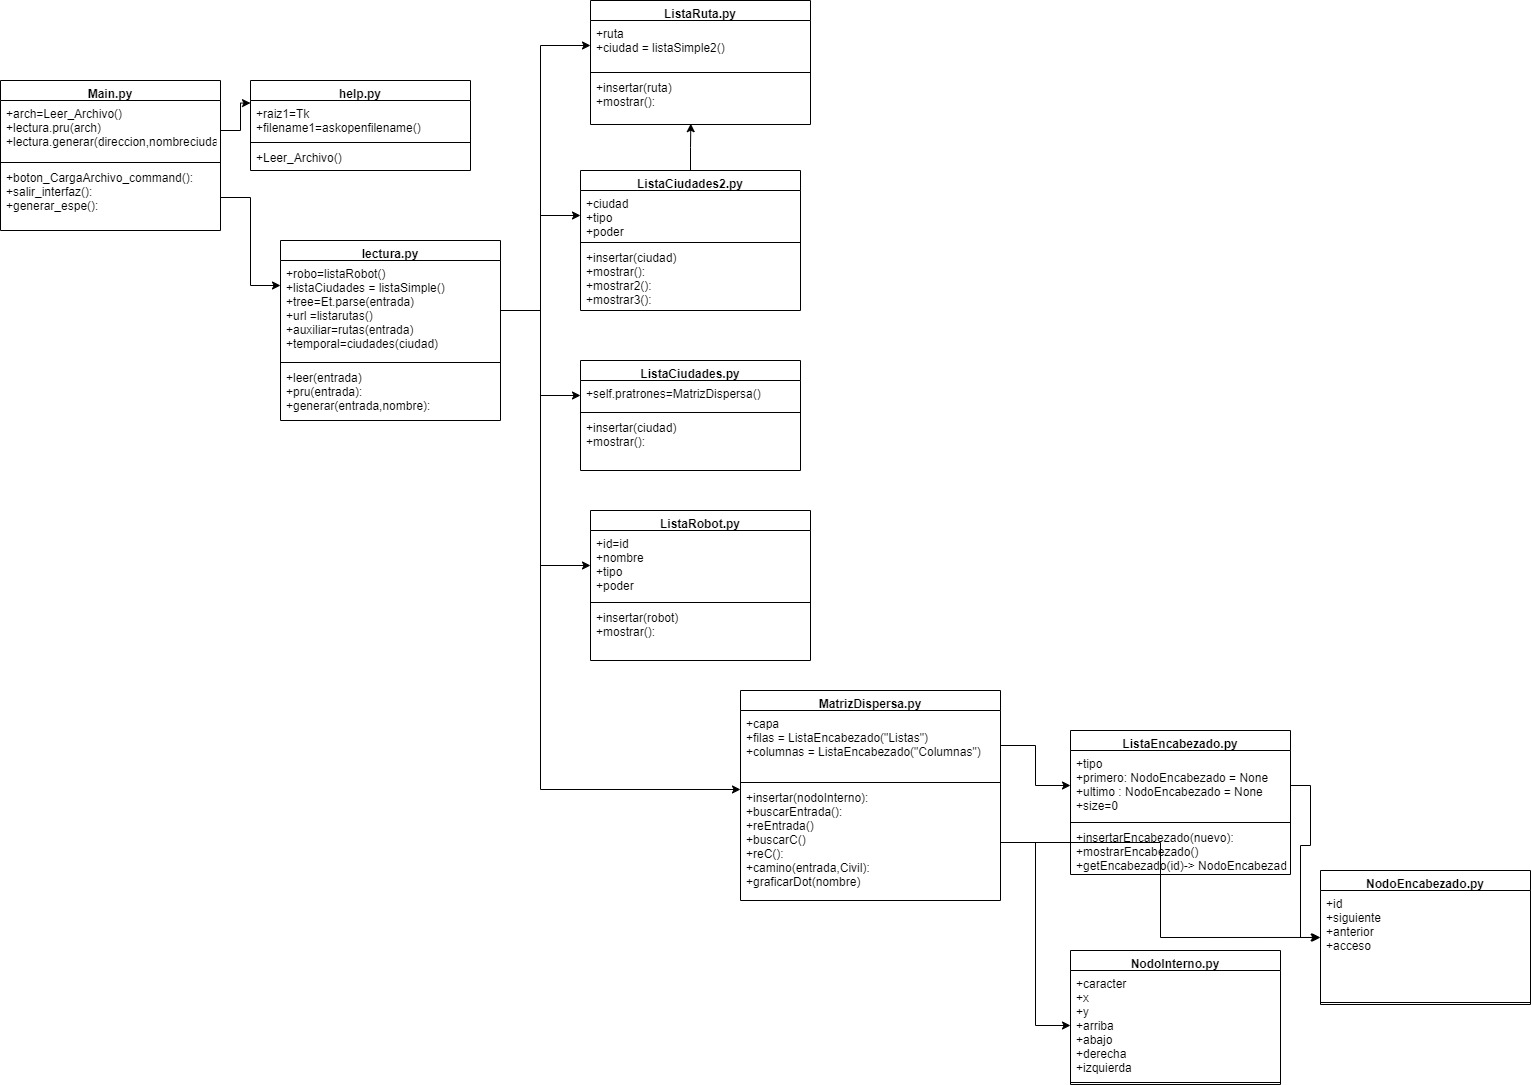 ListaRuta.py
+ruta
+ciudad = listaSimple2()
+insertar(ruta)
+mostrar():
Main.py
+arch=Leer_Archivo()
+lectura.pru(arch)
+lectura.generar(direccion,nombreciuda
+boton_CargaArchivo_command():
+salir_interfaz():
+generar_espe():
help.py
+raiz1=Tk
+filename1=askopenfilename()
+Leer_Archivo()
ListaCiudades2.py
+ciudad
+tipo
+poder
+insertar(ciudad)
+mostrar():
+mostrar2():
+mostrar3():
lectura.py
+robo=listaRobot()
+listaCiudades = listaSimple()
+tree=Et.parse(entrada)
+url =listarutas()
+auxiliar=rutas(entrada)
+temporal=ciudades(ciudad)
+leer(entrada)
+pru(entrada):
+generar(entrada,nombre):
ListaCiudades.py
+self.pratrones=MatrizDispersa()
+insertar(ciudad)
+mostrar():
ListaRobot.py
+id=id
+nombre
+tipo
+poder
+insertar(robot)
+mostrar():
MatrizDispersa.py
+capa
+filas = ListaEncabezado("Listas")
+columnas = ListaEncabezado("Columnas")
+insertar(nodoInterno):
+buscarEntrada():
+reEntrada()
+buscarC()
+reC():
+camino(entrada,Civil):
+graficarDot(nombre)
ListaEncabezado.py
+tipo
+primero: NodoEncabezado = None
+ultimo : NodoEncabezado = None
+size=0
+insertarEncabezado(nuevo):
+mostrarEncabezado()
+getEncabezado(id)-> NodoEncabezad
NodoEncabezado.py
+id
+siguiente
+anterior
+acceso
NodoInterno.py
+caracter
+x
+y
+arriba
+abajo
+derecha
+izquierda